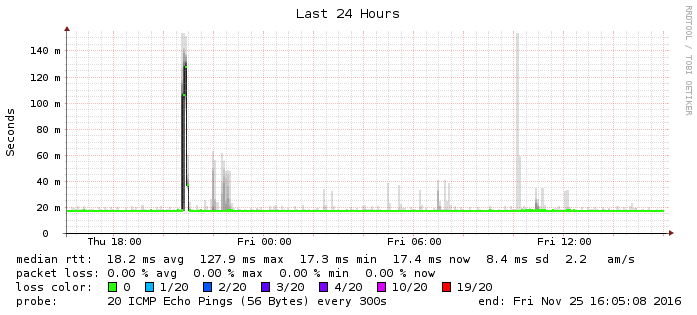 Last 24 Hours
RRDTOOL / TOBI OETIKER
Seconds
140 m
120 m
100 m
80 m
60 m
40 m
20 m
0
Thu 18:00 Fri 00:00 Fri 06:00 Fri 12:00
median rtt: 18.2 ms avg 127.9 ms max 17.3 ms min 17.4 ms now 8.4 ms sd 2.2 am/s
packet loss: 0.00 % avg 0.00 % max 0.00 % min 0.00 % now
loss color: 0 1/20 2/20 3/20 4/20 10/20 19/20
probe: 20 ICMP Echo Pings (56 Bytes) every 300s end: Fri Nov 25 16:05:08 2016